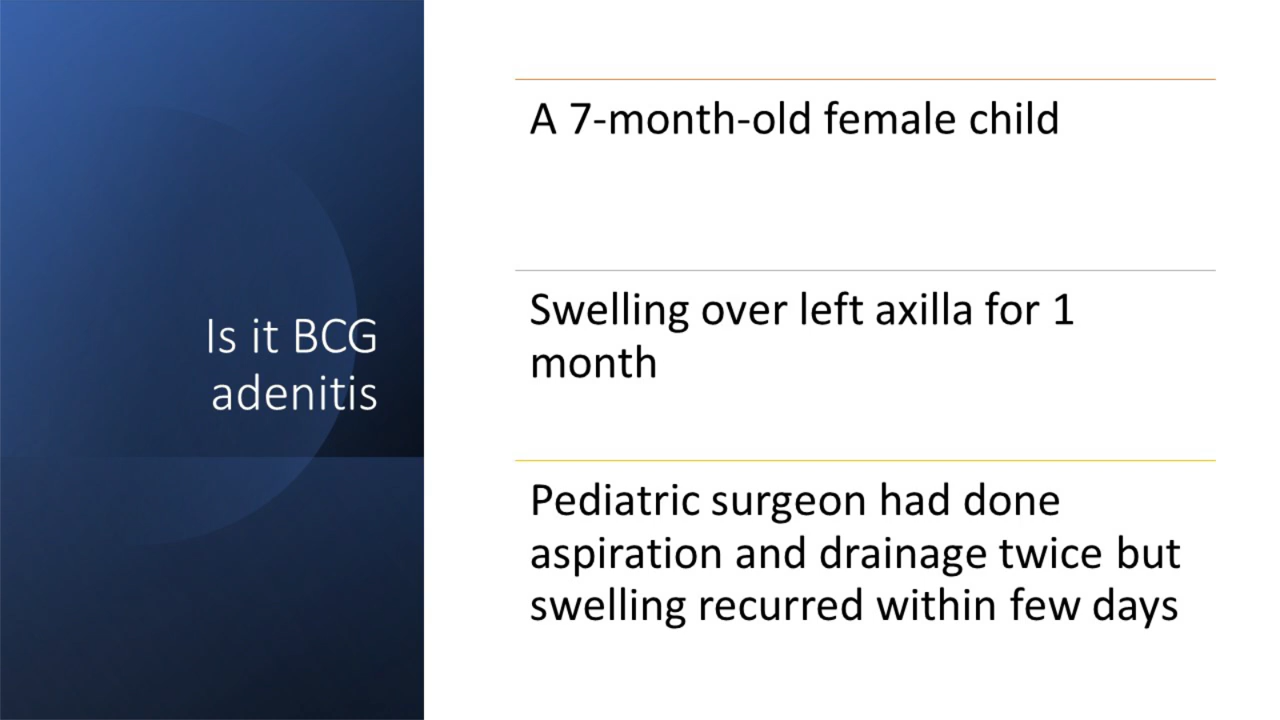 Is it BCG
adenitis
A 7-month-old female child
Swelling over left axilla for 1
month
Pediatric surgeon had done
aspiration and drainage twice but
swelling recurred within few days